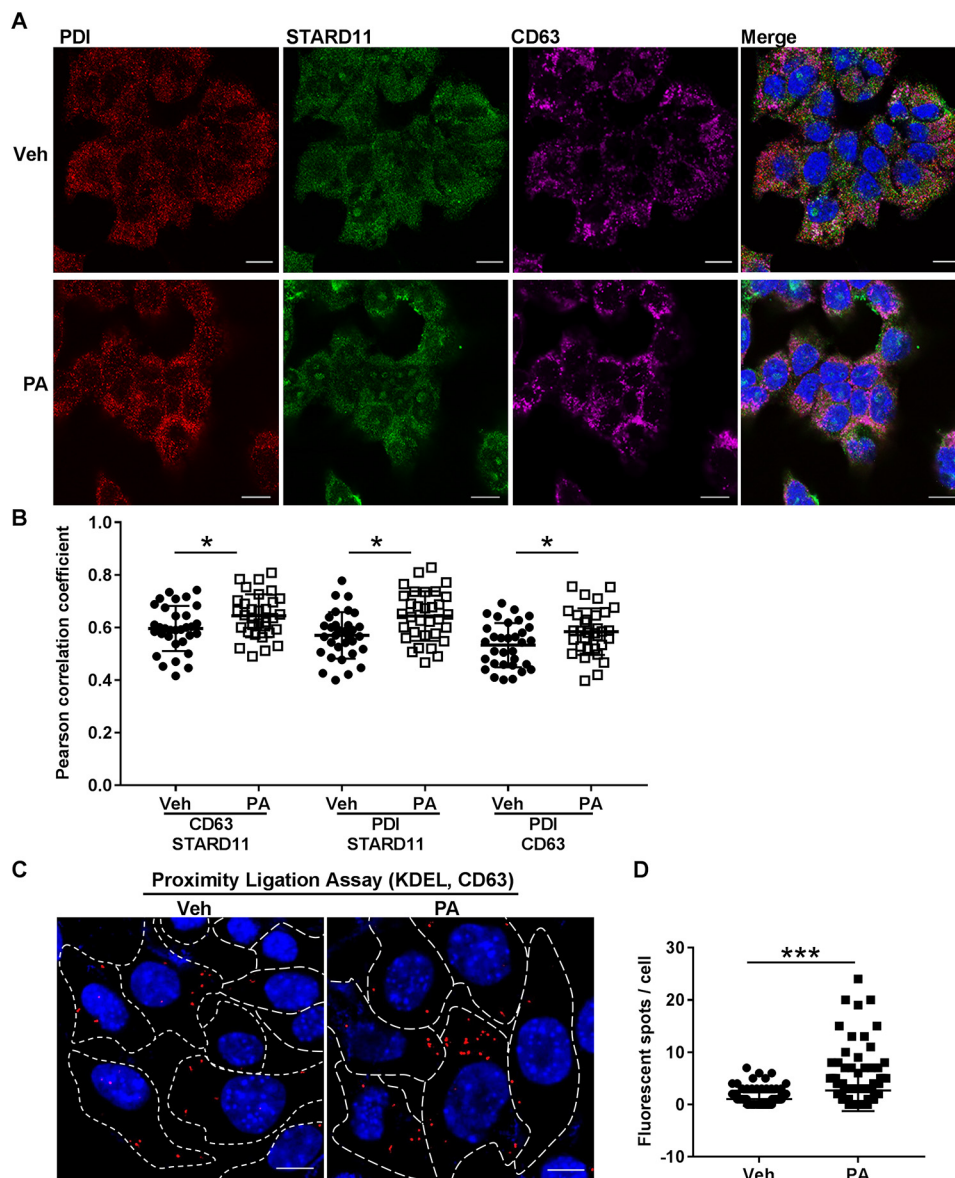 A
PDI STARD11 CD63 Merge
Veh
PA
B
Pearson correlation coefficient
1.0
0.8
0.6
0.4
0.2
0.0
* * *
Veh PA Veh PA Veh PA
CD63 PDI PDI
STARD11 STARD11 CD63
C
Proximity Ligation Assay (KDEL, CD63)
Veh PA
D
Fluorescent spots / cell
30
20
10
0
-10
***
Veh PA